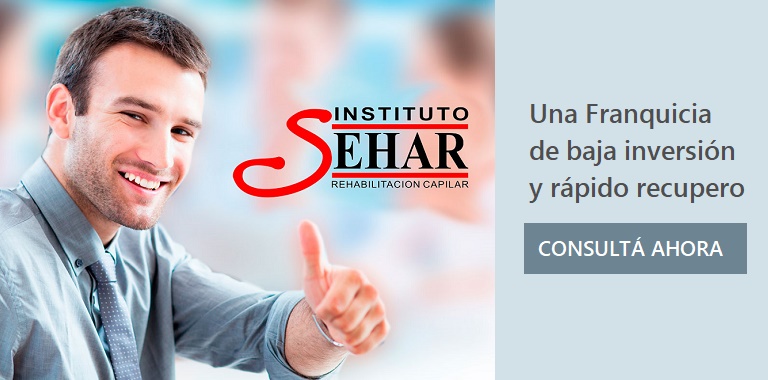 INSTITUTO
SEHAR
REHABILITACION CAPILAR
Una Franquicia
de baja inversión
y rápido recupero
CONSULTÁ AHORA